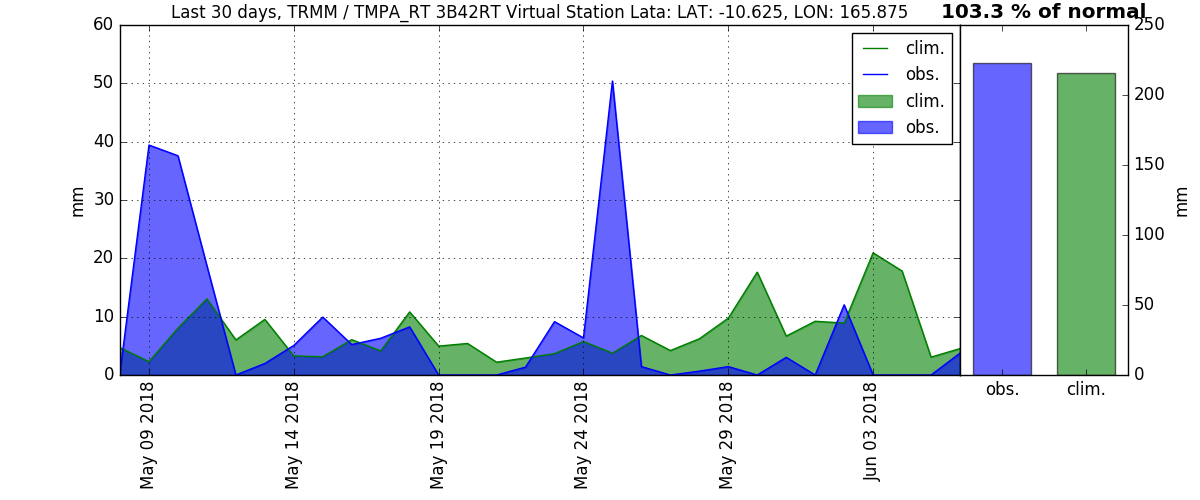 Last 30 days, TRMM / TMPA_RT 3B42RT Virtual Station Lata: LAT: -10.625, LON: 165.875
103.3 % of normal
60
50
40
30
20
10
0
mm
clim.
obs.
clim.
obs.
May 09 2018
May 14 2018
May 19 2018
May 24 2018
May 29 2018
Jun 03 2018
250
200
150
100
50
0
mm
obs.
clim.